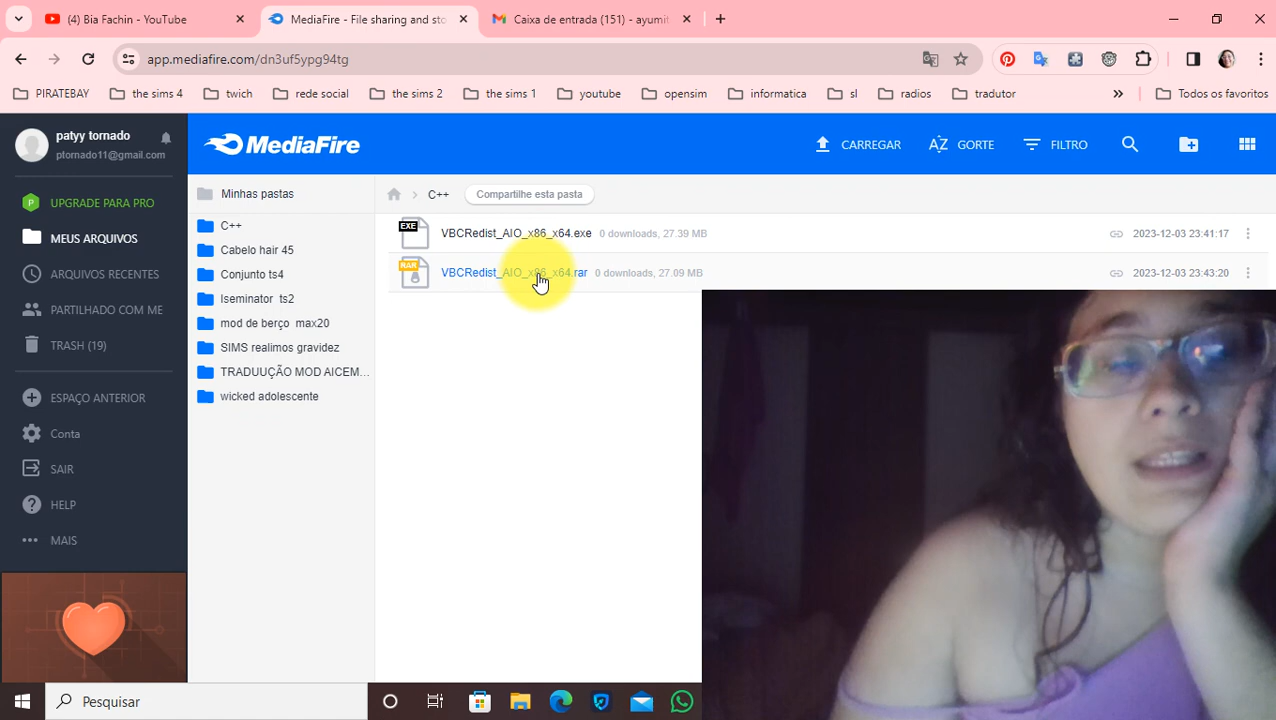 (4) Bia Fachin - YouTube
MediaFire - File sharing and sto
Caixa de entrada (151) - ayumit
app.mediafire.com/dn3uf5ypg94tg
PIRATEBAY
the sims 4
twich
rede social
the sims 2
the sims 1
youtube
opensim
informatica
sl
radios
tradutor
Todos os favoritos
patyy tornado
ptornado11@gmail.com
MediaFire
CARREGAR
AZ GORTE
FILTRO
P UPGRADE PARA PRO
MEUS ARQUIVOS
ARQUIVOS RECENTES
PARTILHADO COM ME
TRASH (19)
ESPAÇO ANTERIOR
Conta
SAIR
HELP
MAIS
Minhas pastas
C++
Cabelo hair 45
Conjunto ts4
Iseminator ts2
mod de berço max20
SIMS realimos gravidez
TRADUUÇÃO MOD AICEM...
wicked adolescente
C++
Compartilhe esta pasta
EXE VBCRedist_AIO_x86_x64.exe 0 downloads, 27.39 MB 2023-12-03 23:41:17
RAR VBCRedist_AIO_x86_x64.rar 0 downloads, 27.09 MB 2023-12-03 23:43:20
Pesquisar